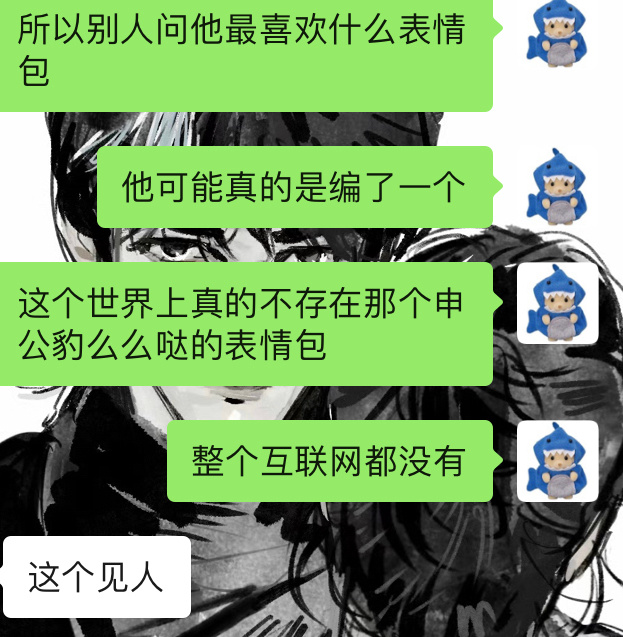 所以别人问他最喜欢什么表情
包
他可能真的是编了一个
这个世界上真的不存在那个申
公豹么么哒的表情包
整个互联网都没有
这个见人